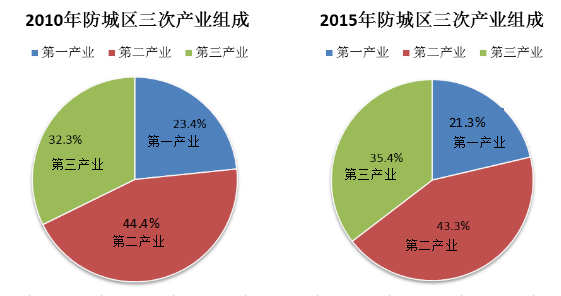 2010年防城区三次产业组成
第一产业 第二产业 第三产业
23.4%
第一产业
32.3%
第三产业
44.4%
第二产业
2015年防城区三次产业组成
第一产业 第二产业 第三产业
21.3%
第一产业
35.4%
第三产业
43.3%
第二产业